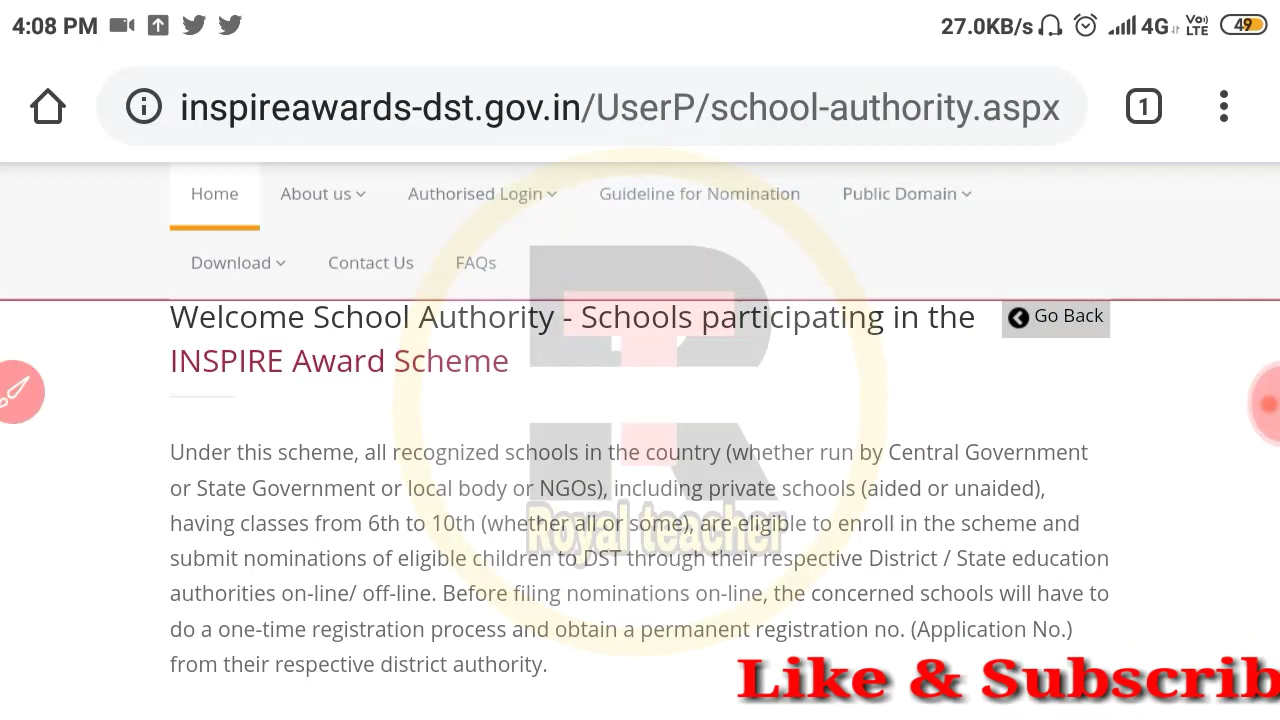 4:08 PM 27.0KB/s 4G Vo) LTE 49
inspireawards-dst.gov.in/UserP/school-authority.aspx 1
Home About us Authorised Login Guideline for Nomination Public Domain
Download Contact Us FAQs
Welcome School Authority - Schools participating in the Go Back
INSPIRE Award Scheme
Under this scheme, all recognized schools in the country (whether run by Central Government
or State Government or local body or NGOs), including private schools (aided or unaided),
having classes from 6th to 10th (whether all or some), are eligible to enroll in the scheme and
Royal teacher
submit nominations of eligible children to DST through their respective District / State education
authorities on-line/ off-line. Before filing nominations on-line, the concerned schools will have to
do a one-time registration process and obtain a permanent registration no. (Application No.)
from their respective district authority.
Like & Subscrib